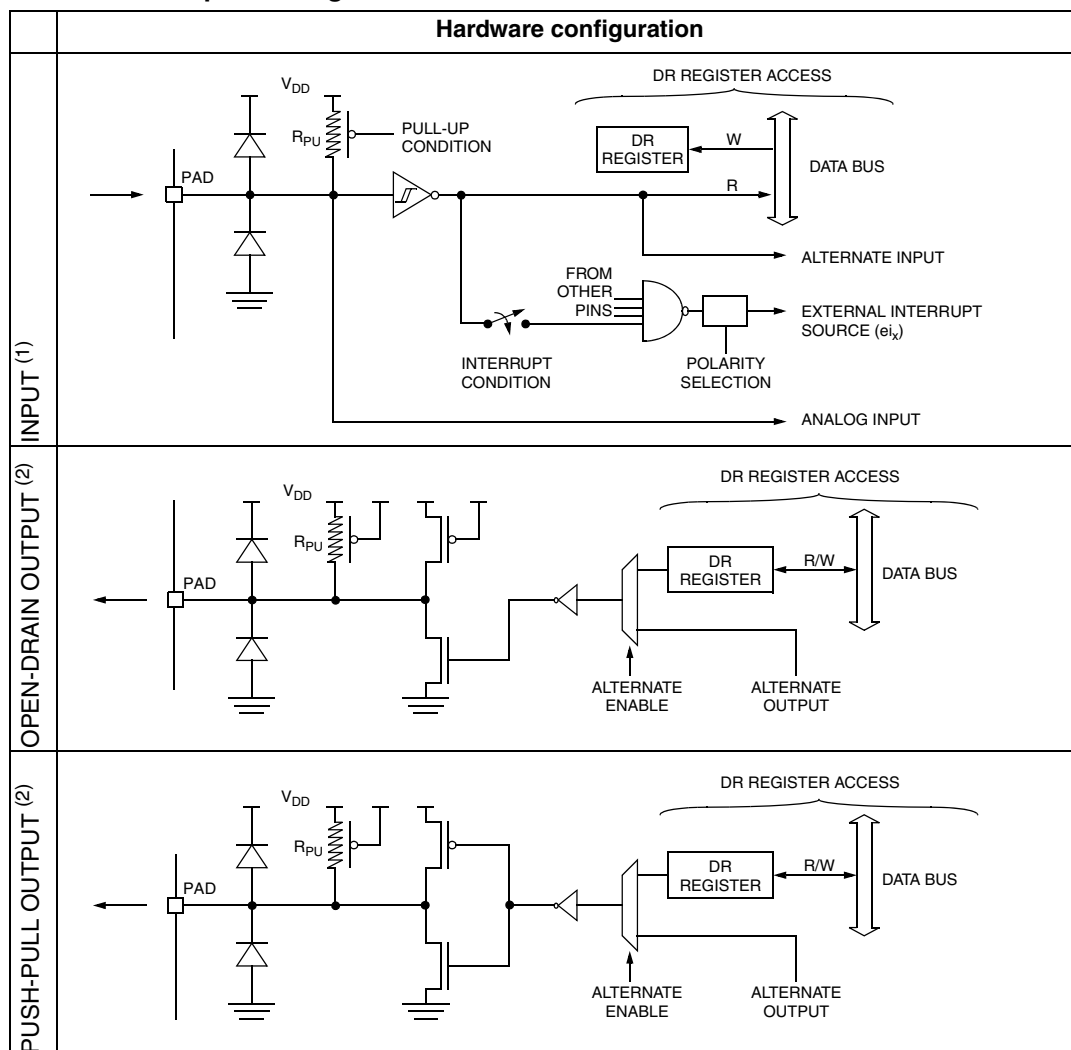 Hardware configuration
INPUT (1)
DR REGISTER ACCESS
VDD
RPU
PULL-UP
CONDITION
DR
REGISTER
W
DATA BUS
PAD
R
ALTERNATE INPUT
FROM
OTHER
PINS
EXTERNAL INTERRUPT
SOURCE (eix)
INTERRUPT
CONDITION
POLARITY
SELECTION
ANALOG INPUT
OPEN-DRAIN OUTPUT (2)
DR REGISTER ACCESS
VDD
RPU
DR
REGISTER
R/W
DATA BUS
PAD
ALTERNATE
ENABLE
ALTERNATE
OUTPUT
PUSH-PULL OUTPUT (2)
DR REGISTER ACCESS
VDD
RPU
DR
REGISTER
R/W
DATA BUS
PAD
ALTERNATE
ENABLE
ALTERNATE
OUTPUT